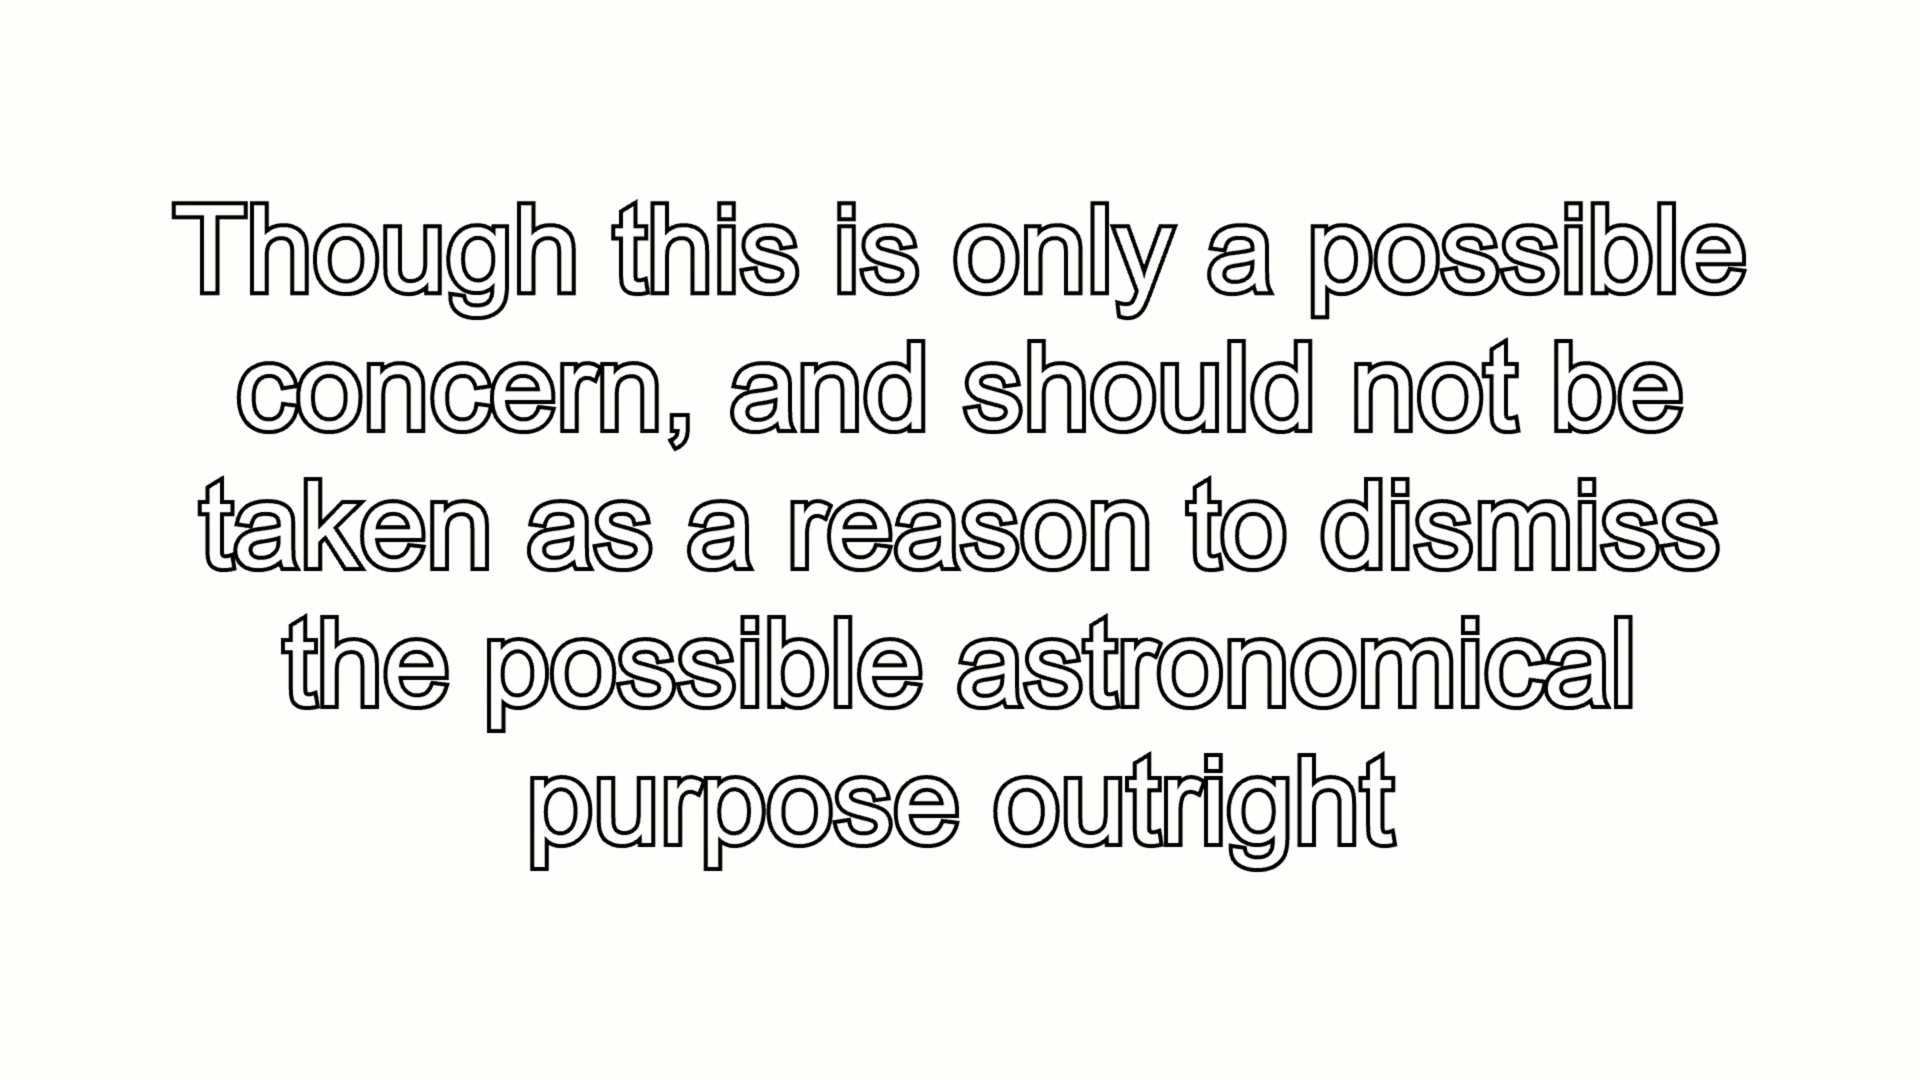 Though this is only a possible
concern, and should not be
taken as a reason to dismiss
the possible astronomical
purpose outright